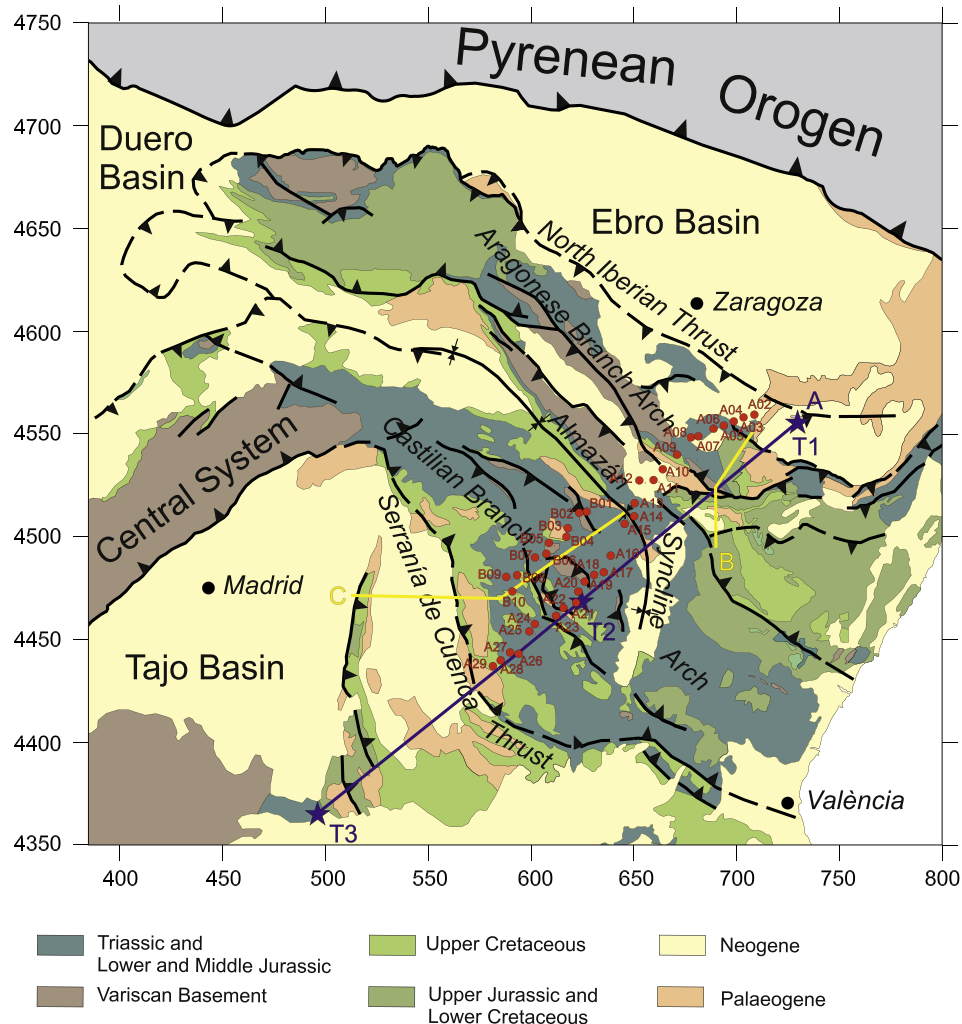 4750
4700
4650
4600
4550
4500
4450
4400
4350
Pyrenean Orogen
Duero
Basin
Ebro Basin
North Iberian Thrust
Aragonese Branch Arch
Zaragoza
A
T1
A02
A04
A03
A06
A05
A08
A07
A09
A10
A12
A11
A13
A14
A15
Almazán
Syncline
Central System
Castilian Branch
Arch
B01
B02
B03
B04
B05
B07
B06
B09
B10
A16
A18
A17
A20
A19
A22
A21
A23
A24
A25
A27
A26
A29
A28
T2
B
C
Madrid
Serranía de Cuenca
Thrust
Tajo Basin
València
T3
400
450
500
550
600
650
700
750
800
Triassic and
Lower and Middle Jurassic
Variscan Basement
Upper Cretaceous
Upper Jurassic and
Lower Cretaceous
Neogene
Palaeogene